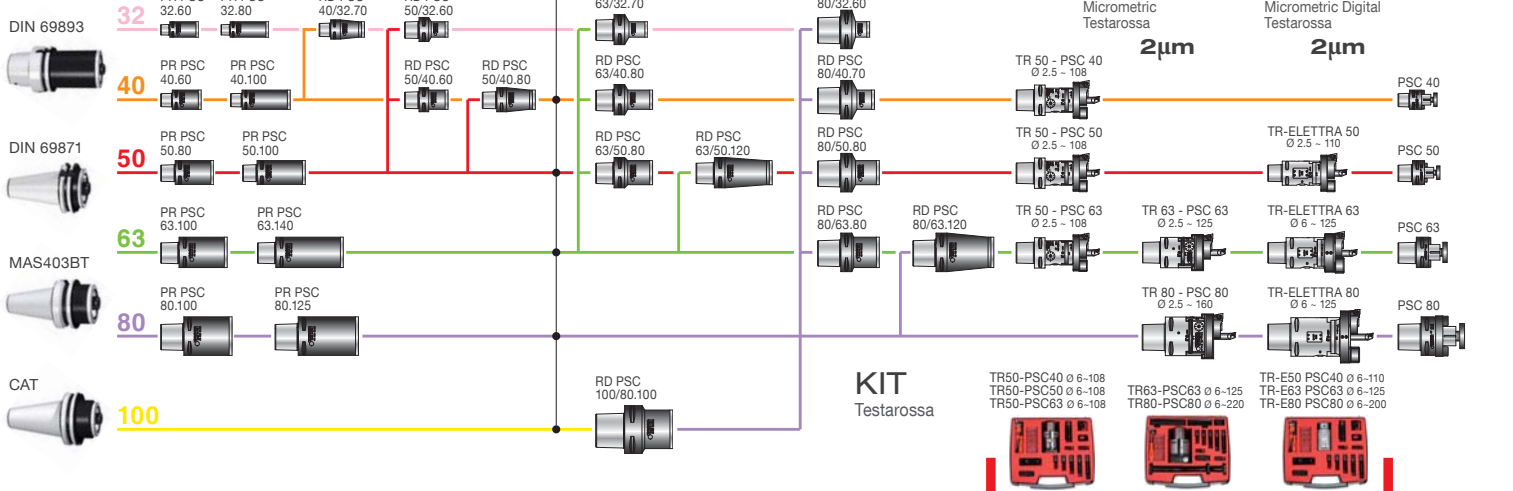 63/32.70
80/32.60
Micrometric
Testarossa
2µm
Micrometric Digital
Testarossa
2µm
DIN 69893
32
32.60
32.80
40/32.70
50/32.60
PR PSC
40.60
PR PSC
40.100
40
RD PSC
50/40.60
RD PSC
50/40.80
RD PSC
63/40.80
RD PSC
80/40.70
TR 50 - PSC 40
Ø 2.5 ~ 108
PSC 40
DIN 69871
50
PR PSC
50.80
PR PSC
50.100
RD PSC
63/50.80
RD PSC
63/50.120
RD PSC
80/50.80
TR 50 - PSC 50
Ø 2.5 ~ 108
TR-ELETTRA 50
Ø 2.5 ~ 110
PSC 50
63
PR PSC
63.100
PR PSC
63.140
RD PSC
80/63.80
RD PSC
80/63.120
TR 50 - PSC 63
Ø 2.5 ~ 108
TR 63 - PSC 63
Ø 2.5 ~ 125
TR-ELETTRA 63
Ø 6 ~ 125
PSC 63
MAS403BT
80
PR PSC
80.100
PR PSC
80.125
TR 80 - PSC 80
Ø 2.5 ~ 160
TR-ELETTRA 80
Ø 6 ~ 125
PSC 80
CAT
100
RD PSC
100/80.100
KIT
Testarossa
TR50-PSC40 Ø 6~108
TR50-PSC50 Ø 6~108
TR50-PSC63 Ø 6~108
TR63-PSC63 Ø 6~125
TR80-PSC80 Ø 6~220
TR-E50 PSC40 Ø 6~110
TR-E63 PSC63 Ø 6~125
TR-E80 PSC80 Ø 6~200